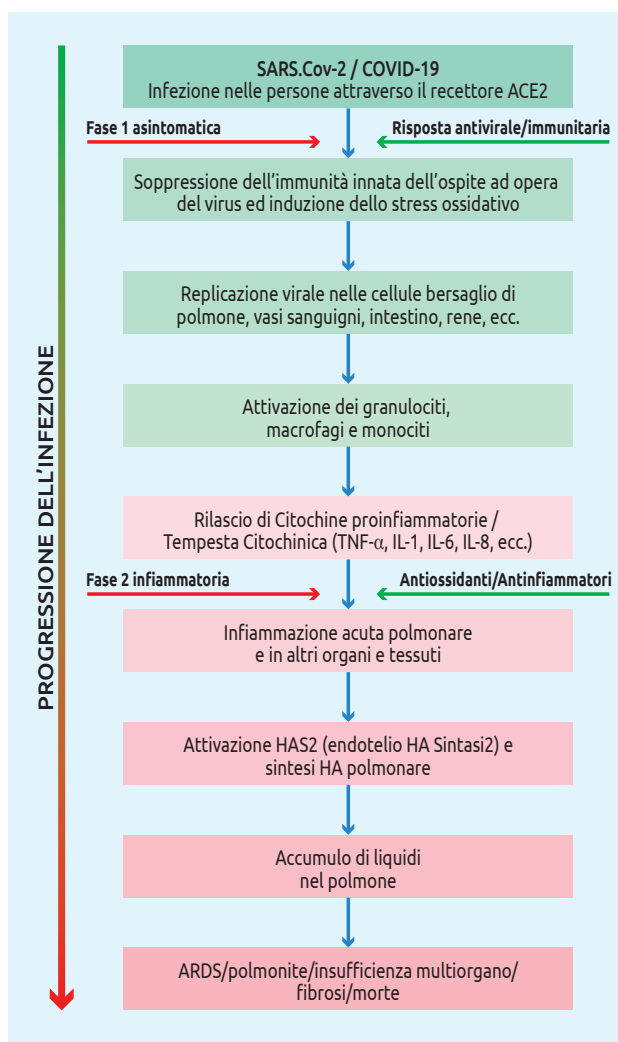 SARS.Cov-2 / COVID-19
Infezione nelle persone attraverso il recettore ACE2
Fase 1 asintomatica
Risposta antivirale/immunitaria
Soppressione dell'immunità innata dell'ospite ad opera
del virus ed induzione dello stress ossidativo
Replicazione virale nelle cellule bersaglio di
polmone, vasi sanguigni, intestino, rene, ecc.
Attivazione dei granulociti,
macrofagi e monociti
Rilascio di Citochine proinfiammatorie /
Tempesta Citochinica (TNF-α, IL-1, IL-6, IL-8, ecc.)
Fase 2 infiammatoria
Antiossidanti/Antinfiammatori
Infiammazione acuta polmonare
e in altri organi e tessuti
Attivazione HAS2 (endotelio HA Sintasi2) e
sintesi HA polmonare
Accumulo di liquidi
nel polmone
ARDS/polmonite/insufficienza multiorgano/
fibrosi/morte
PROGRESSIONE DELL'INFEZIONE